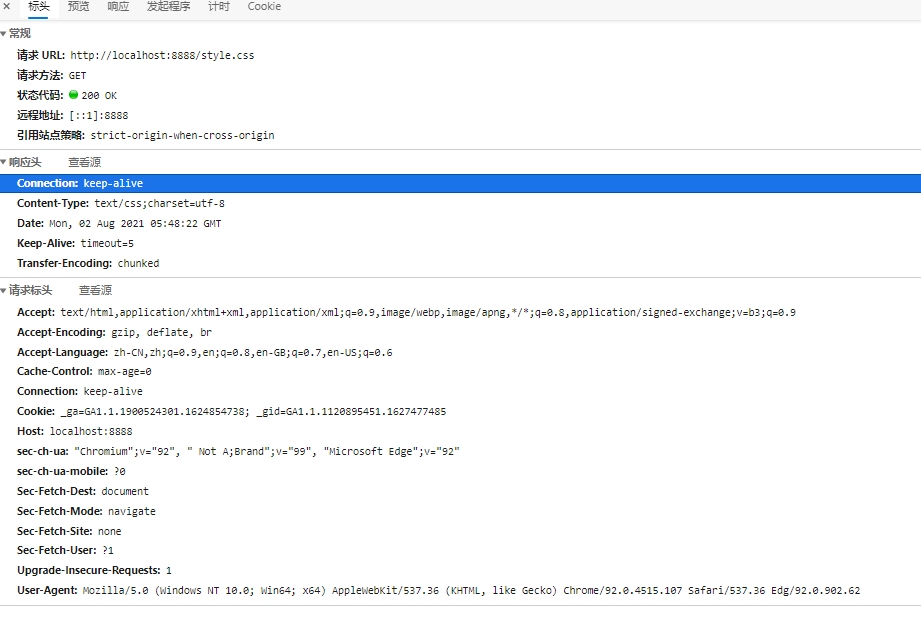 × 标头 预览 响应 发起程序 计时 Cookie
常规
请求 URL: http://localhost:8888/style.css
请求方法: GET
状态代码: 200 OK
远程地址: [::1]:8888
引用站点策略: strict-origin-when-cross-origin
响应头 查看源
Connection: keep-alive
Content-Type: text/css;charset=utf-8
Date: Mon, 02 Aug 2021 05:48:22 GMT
Keep-Alive: timeout=5
Transfer-Encoding: chunked
请求标头 查看源
Accept: text/html,application/xhtml+xml,application/xml;q=0.9,image/webp,image/apng,*/*;q=0.8,application/signed-exchange;v=b3;q=0.9
Accept-Encoding: gzip, deflate, br
Accept-Language: zh-CN,zh;q=0.9,en;q=0.8,en-GB;q=0.7,en-US;q=0.6
Cache-Control: max-age=0
Connection: keep-alive
Cookie: _ga=GA1.1.1900524301.1624854738; _gid=GA1.1.1120895451.1627477485
Host: localhost:8888
sec-ch-ua: "Chromium";v="92", " Not A;Brand";v="99", "Microsoft Edge";v="92"
sec-ch-ua-mobile: ?0
Sec-Fetch-Dest: document
Sec-Fetch-Mode: navigate
Sec-Fetch-Site: none
Sec-Fetch-User: ?1
Upgrade-Insecure-Requests: 1
User-Agent: Mozilla/5.0 (Windows NT 10.0; Win64; x64) AppleWebKit/537.36 (KHTML, like Gecko) Chrome/92.0.4515.107 Safari/537.36 Edg/92.0.902.62